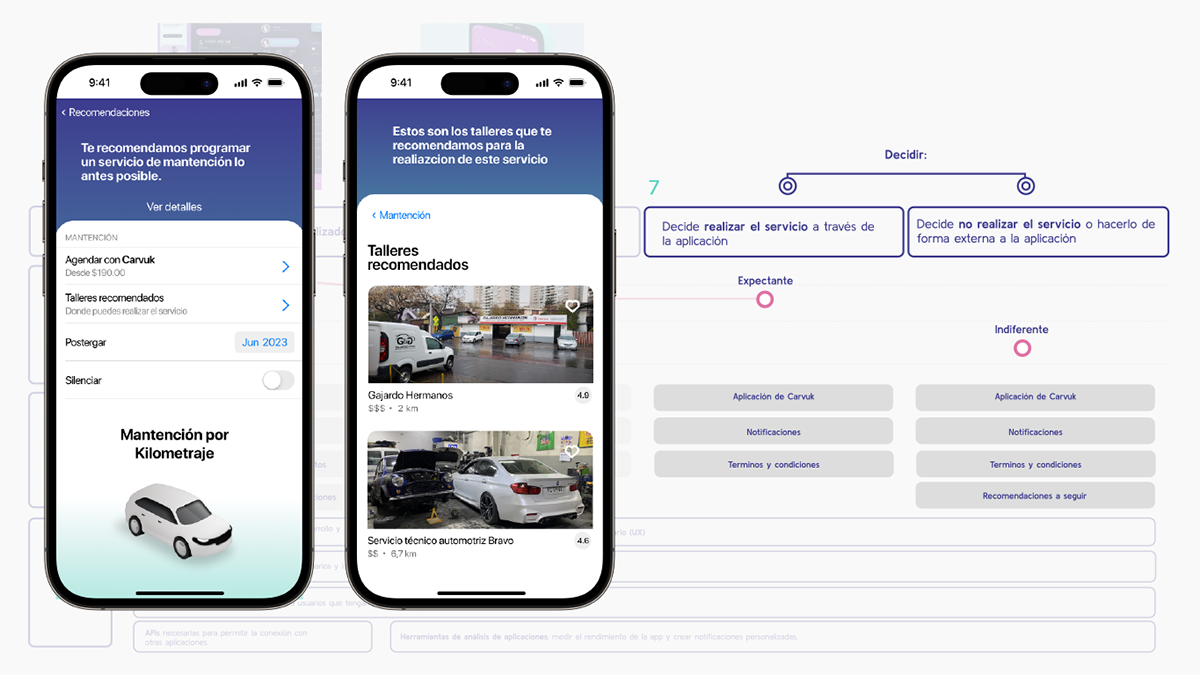 9:41
< Recomendaciones
Te recomendamos programar
un servicio de mantención lo
antes posible.
Ver detalles
MANTENCIÓN
Agendar con Carvuk
Desde $190.00
Talleres recomendados
Donde puedes realizar el servicio
Postergar
Jun 2023
Silenciar
Mantención por
Kilometraje
9:41
Estos son los talleres que te
recomendamos para la
realiazcion de este servicio
< Mantención
Talleres
recomendados
Gajardo Hermanos
4.9
$$$ • 2 km
Servicio técnico automotriz Bravo
4.6
$$ • 6,7 km
Decidir:
7
Decide realizar el servicio a través de
la aplicación
Decide no realizar el servicio o hacerlo de
forma externa a la aplicación
Expectante
Indiferente
Aplicación de Carvuk
Aplicación de Carvuk
Notificaciones
Notificaciones
Terminos y condiciones
Terminos y condiciones
Recomendaciones a seguir
(UX)
usuarios que
APIs necesarias para permitir la conexión con
otras aplicaciones.
Herramientas de análisis de aplicaciones, medir el rendimiento de la app y crear notificaciones personalizadas.